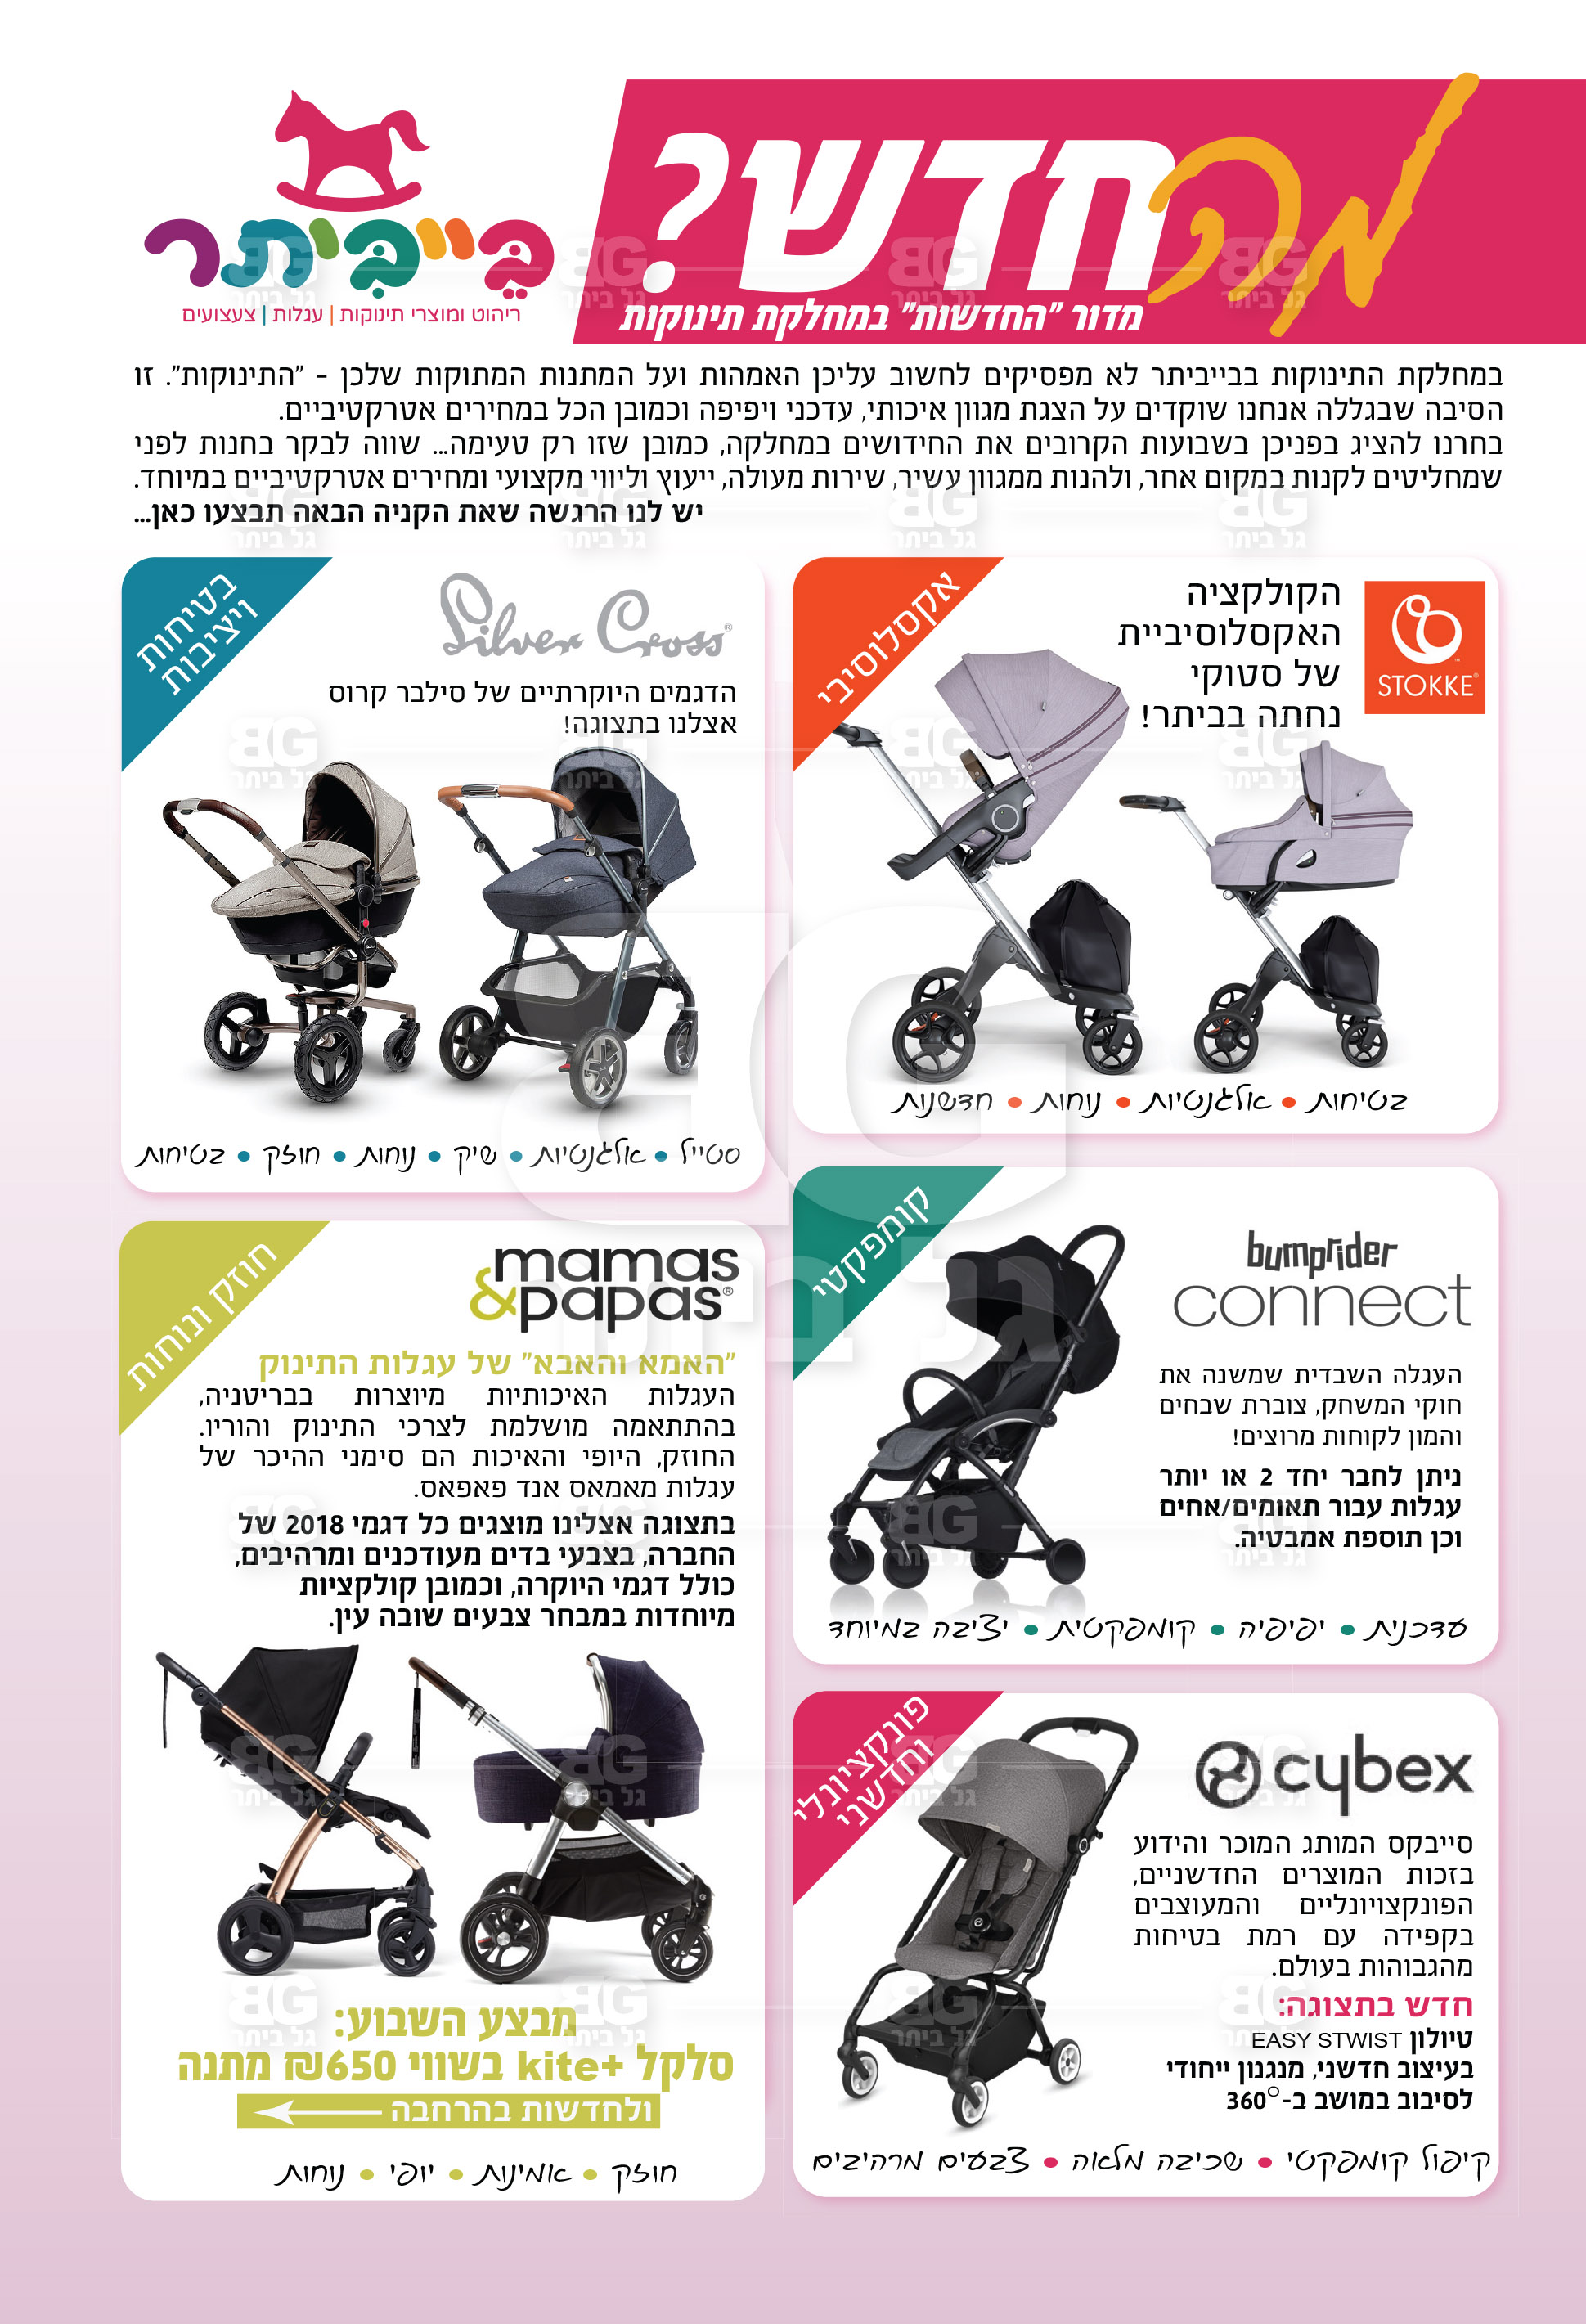 מה חדש?
מדור "החדשות" במחלקת תינוקות
בייביתר
ריהוט ומוצרי תינוקות | עגלות | צעצועים
במחלקת התינוקות בבייביתר לא מפסיקים לחשוב עליכן האמהות ועל המתנות המתוקות שלכן - "התינוקות". זו
הסיבה שבגללה אנחנו שוקדים על הצגת מגוון איכותי, עדכני ויפיפה וכמובן הכל במחירים אטרקטיביים.
בחרנו להציג בפניכן בשבועות הקרובים את החידושים במחלקה, כמובן שזו רק טעימה... שווה לבקר בחנות לפני
שמחליטים לקנות במקום אחר, ולהנות ממגוון עשיר, שירות מעולה, ייעוץ וליווי מקצועי ומחירים אטרקטיביים במיוחד.
יש לנו הרגשה שאת הקניה הבאה תבצעו כאן...
אקסלוסיבי
STOKKE®
הקולקציה
האקסלוסיביית
של סטוקי
נחתה בביתר!
בטיחות • אלגנטיות • נוחות • חדשנות
בטיחות
ויציבות
Silver Cross®
הדגמים היוקרתיים של סילבר קרוס
אצלנו בתצוגה!
סטייל • אלגנטיות • שיק • נוחות • חוזק • בטיחות
קומפקטי
bumprider
connect
העגלה השבדית שמשנה את
חוקי המשחק, צוברת שבחים
והמון לקוחות מרוצים!
ניתן לחבר יחד 2 או יותר
עגלות עבור תאומים/אחים
וכן תוספת אמבטיה.
עדכנית • יפיפיה • קומפקטית • יציבה במיוחד
חוזק ונוחות
mamas
&papas®
"האמא והאבא" של עגלות התינוק
העגלות האיכותיות מיוצרות בבריטניה,
בהתתאמה מושלמת לצרכי התינוק והוריו.
החוזק, היופי והאיכות הם סימני ההיכר של
עגלות מאמאס אנד פאפאס.
בתצוגה אצלינו מוצגים כל דגמי 2018 של
החברה, בצבעי בדים מעודכנים ומרהיבים,
כולל דגמי היוקרה, וכמובן קולקציות
מיוחדות במבחר צבעים שובה עין.
מבצע השבוע:
סלקל +kite בשווי 650₪ מתנה
ולחדשות בהרחבה
חוזק • אמינות • יופי • נוחות
פונקציונלי
וחדשני
cybex
סייבקס המותג המוכר והידוע
בזכות המוצרים החדשניים,
הפונקצויונליים והמעוצבים
בקפידה עם רמת בטיחות
מהגבוהות בעולם.
חדש בתצוגה:
טיולון EASY STWIST
בעיצוב חדשני, מנגנון ייחודי
לסיבוב במושב ב-360°
קיפול קומפקטי • שכיבה מלאה • צבעים מרהיבים
BG
גל ביתר